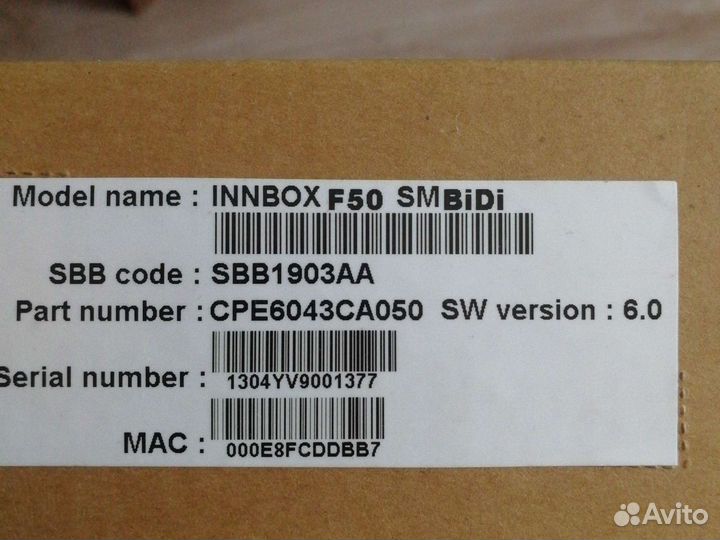 Model name : INNBOX F50 SMBiDi
SBB code : SBB1903AA
Part number : CPE6043CA050 SW version : 6.0
Serial number :
1304YV9001377
MAC :
000E8FCDDBB7
Avito